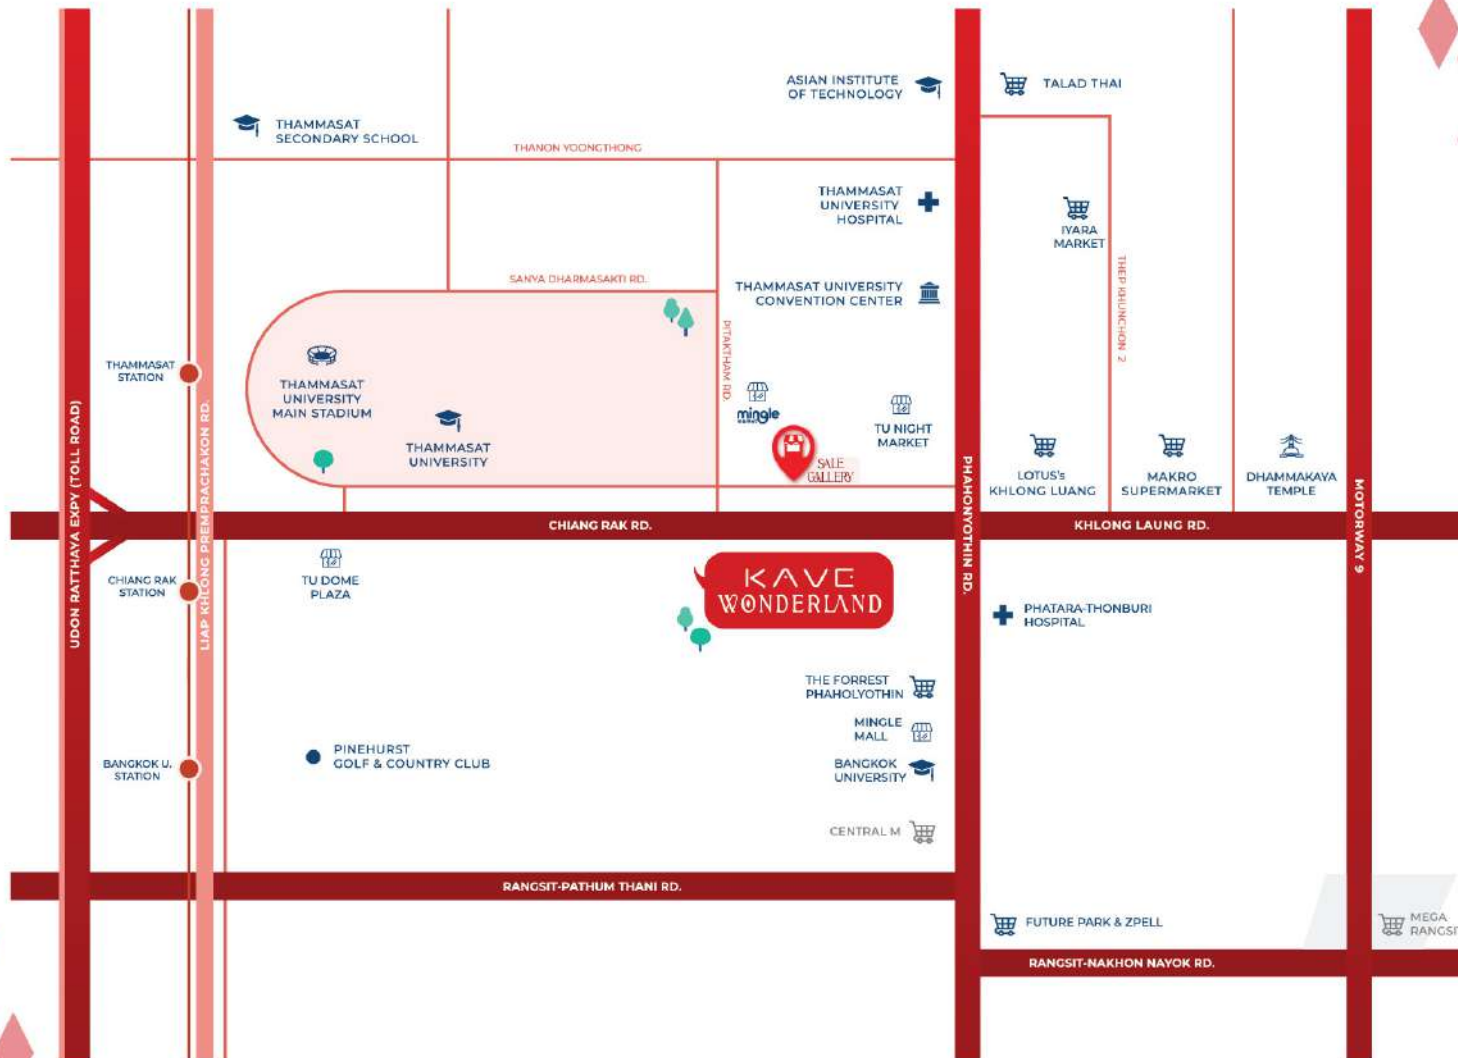 ASIAN INSTITUTE
OF TECHNOLOGY
TALAD THAI
THAMMASAT
SECONDARY SCHOOL
THANON YOONGTHONG
THAMMASAT
UNIVERSITY
HOSPITAL
IYARA
MARKET
SANYA DHARMASAKTI RD.
THAMMASAT UNIVERSITY
CONVENTION CENTER
THEP KHUNCHON 2
PITAKTHAM RD.
THAMMASAT
STATION
THAMMASAT
UNIVERSITY
MAIN STADIUM
mingle
THAMMASAT
UNIVERSITY
TU NIGHT
MARKET
SALE
GALLERY
LOTUS's
KHLONG LUANG
MAKRO
SUPERMARKET
DHAMMAKAYA
TEMPLE
UDON RATTHAYA EXPY (TOLL ROAD)
LIAP KHLONG PREMPRACHAKON RD.
PHAHONYOTHIN RD.
MOTORWAY 9
CHIANG RAK RD.
KHLONG LAUNG RD.
CHIANG RAK
STATION
TU DOME
PLAZA
KAVE
WONDERLAND
PHATARA-THONBURI
HOSPITAL
THE FORREST
PHAHOLYOTHIN
MINGLE
MALL
BANGKOK U.
STATION
PINEHURST
GOLF & COUNTRY CLUB
BANGKOK
UNIVERSITY
CENTRAL M
RANGSIT-PATHUM THANI RD.
FUTURE PARK & ZPELL
MEGA
RANGSIT
RANGSIT-NAKHON NAYOK RD.